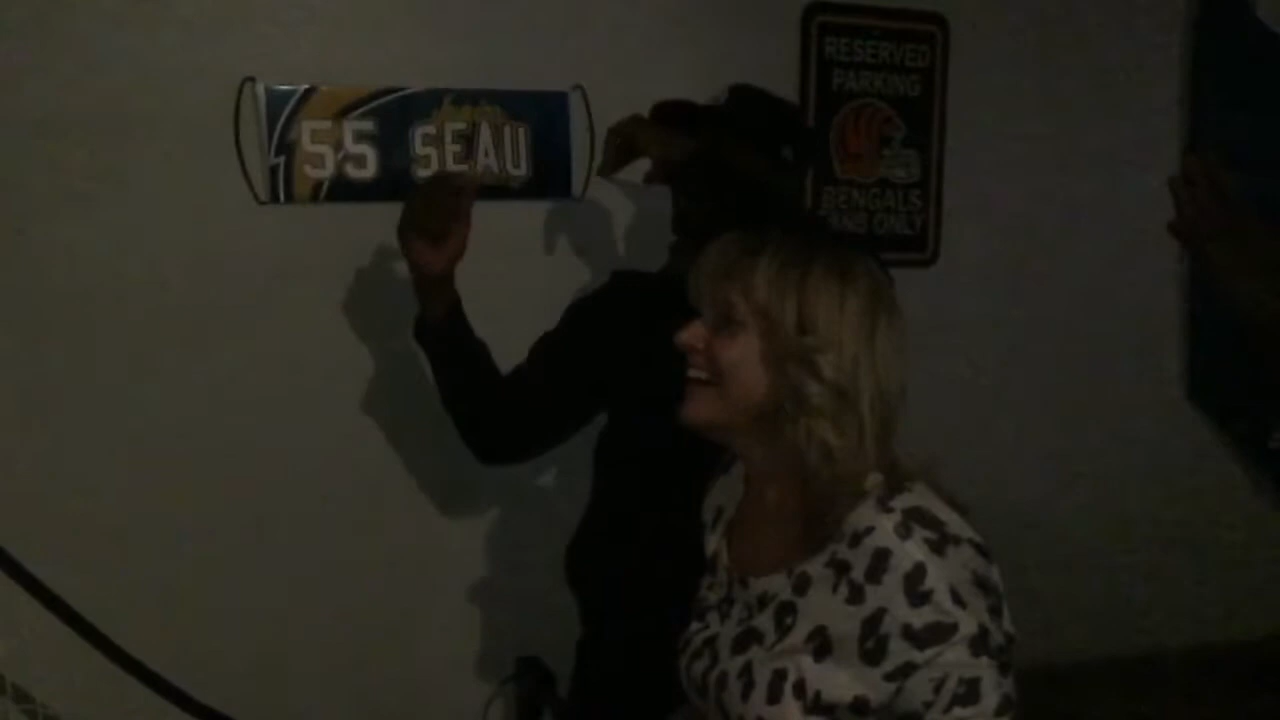 55 SEAU
RESERVED
PARKING
BENGALS
FANS ONLY